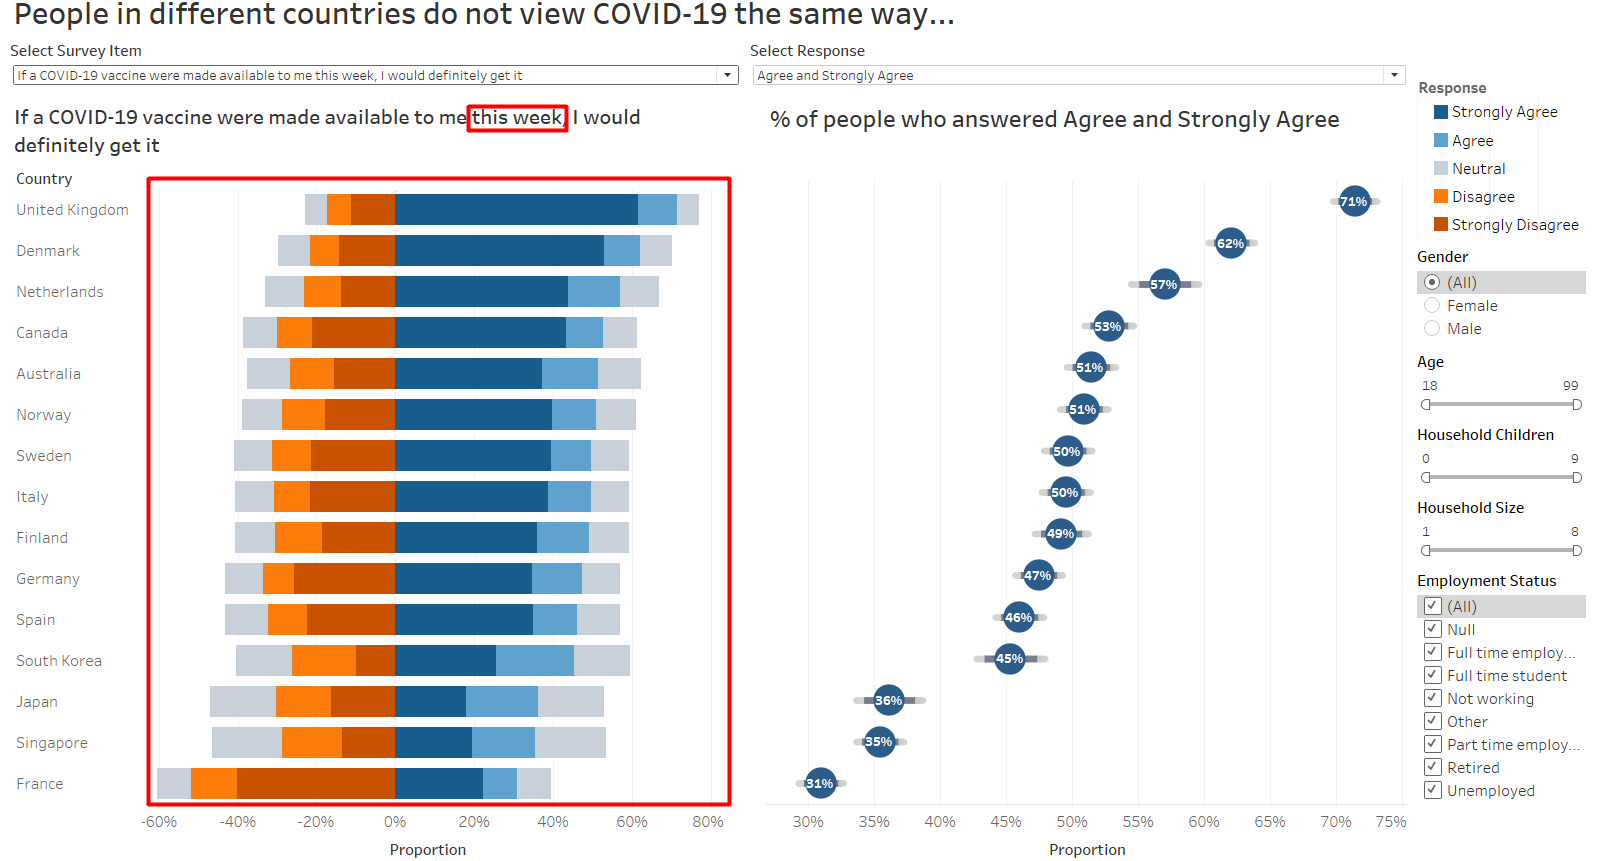 People in different countries do not view COVID-19 the same way...
Select Survey Item
If a COVID-19 vaccine were made available to me this week, I would definitely get it
Select Response
Agree and Strongly Agree
If a COVID-19 vaccine were made available to me this week, I would
definitely get it
Country
United Kingdom
Denmark
Netherlands
Canada
Australia
Norway
Sweden
Italy
Finland
Germany
Spain
South Korea
Japan
Singapore
France
-60% -40% -20% 0% 20% 40% 60% 80%
Proportion
% of people who answered Agree and Strongly Agree
71%
62%
57%
53%
51%
51%
50%
50%
49%
47%
46%
45%
36%
35%
31%
30% 35% 40% 45% 50% 55% 60% 65% 70% 75%
Proportion
Response
Strongly Agree
Agree
Neutral
Disagree
Strongly Disagree
Gender
(All)
Female
Male
Age
18 99
Household Children
0 9
Household Size
1 8
Employment Status
(All)
Null
Full time employ...
Full time student
Not working
Other
Part time employ...
Retired
Unemployed